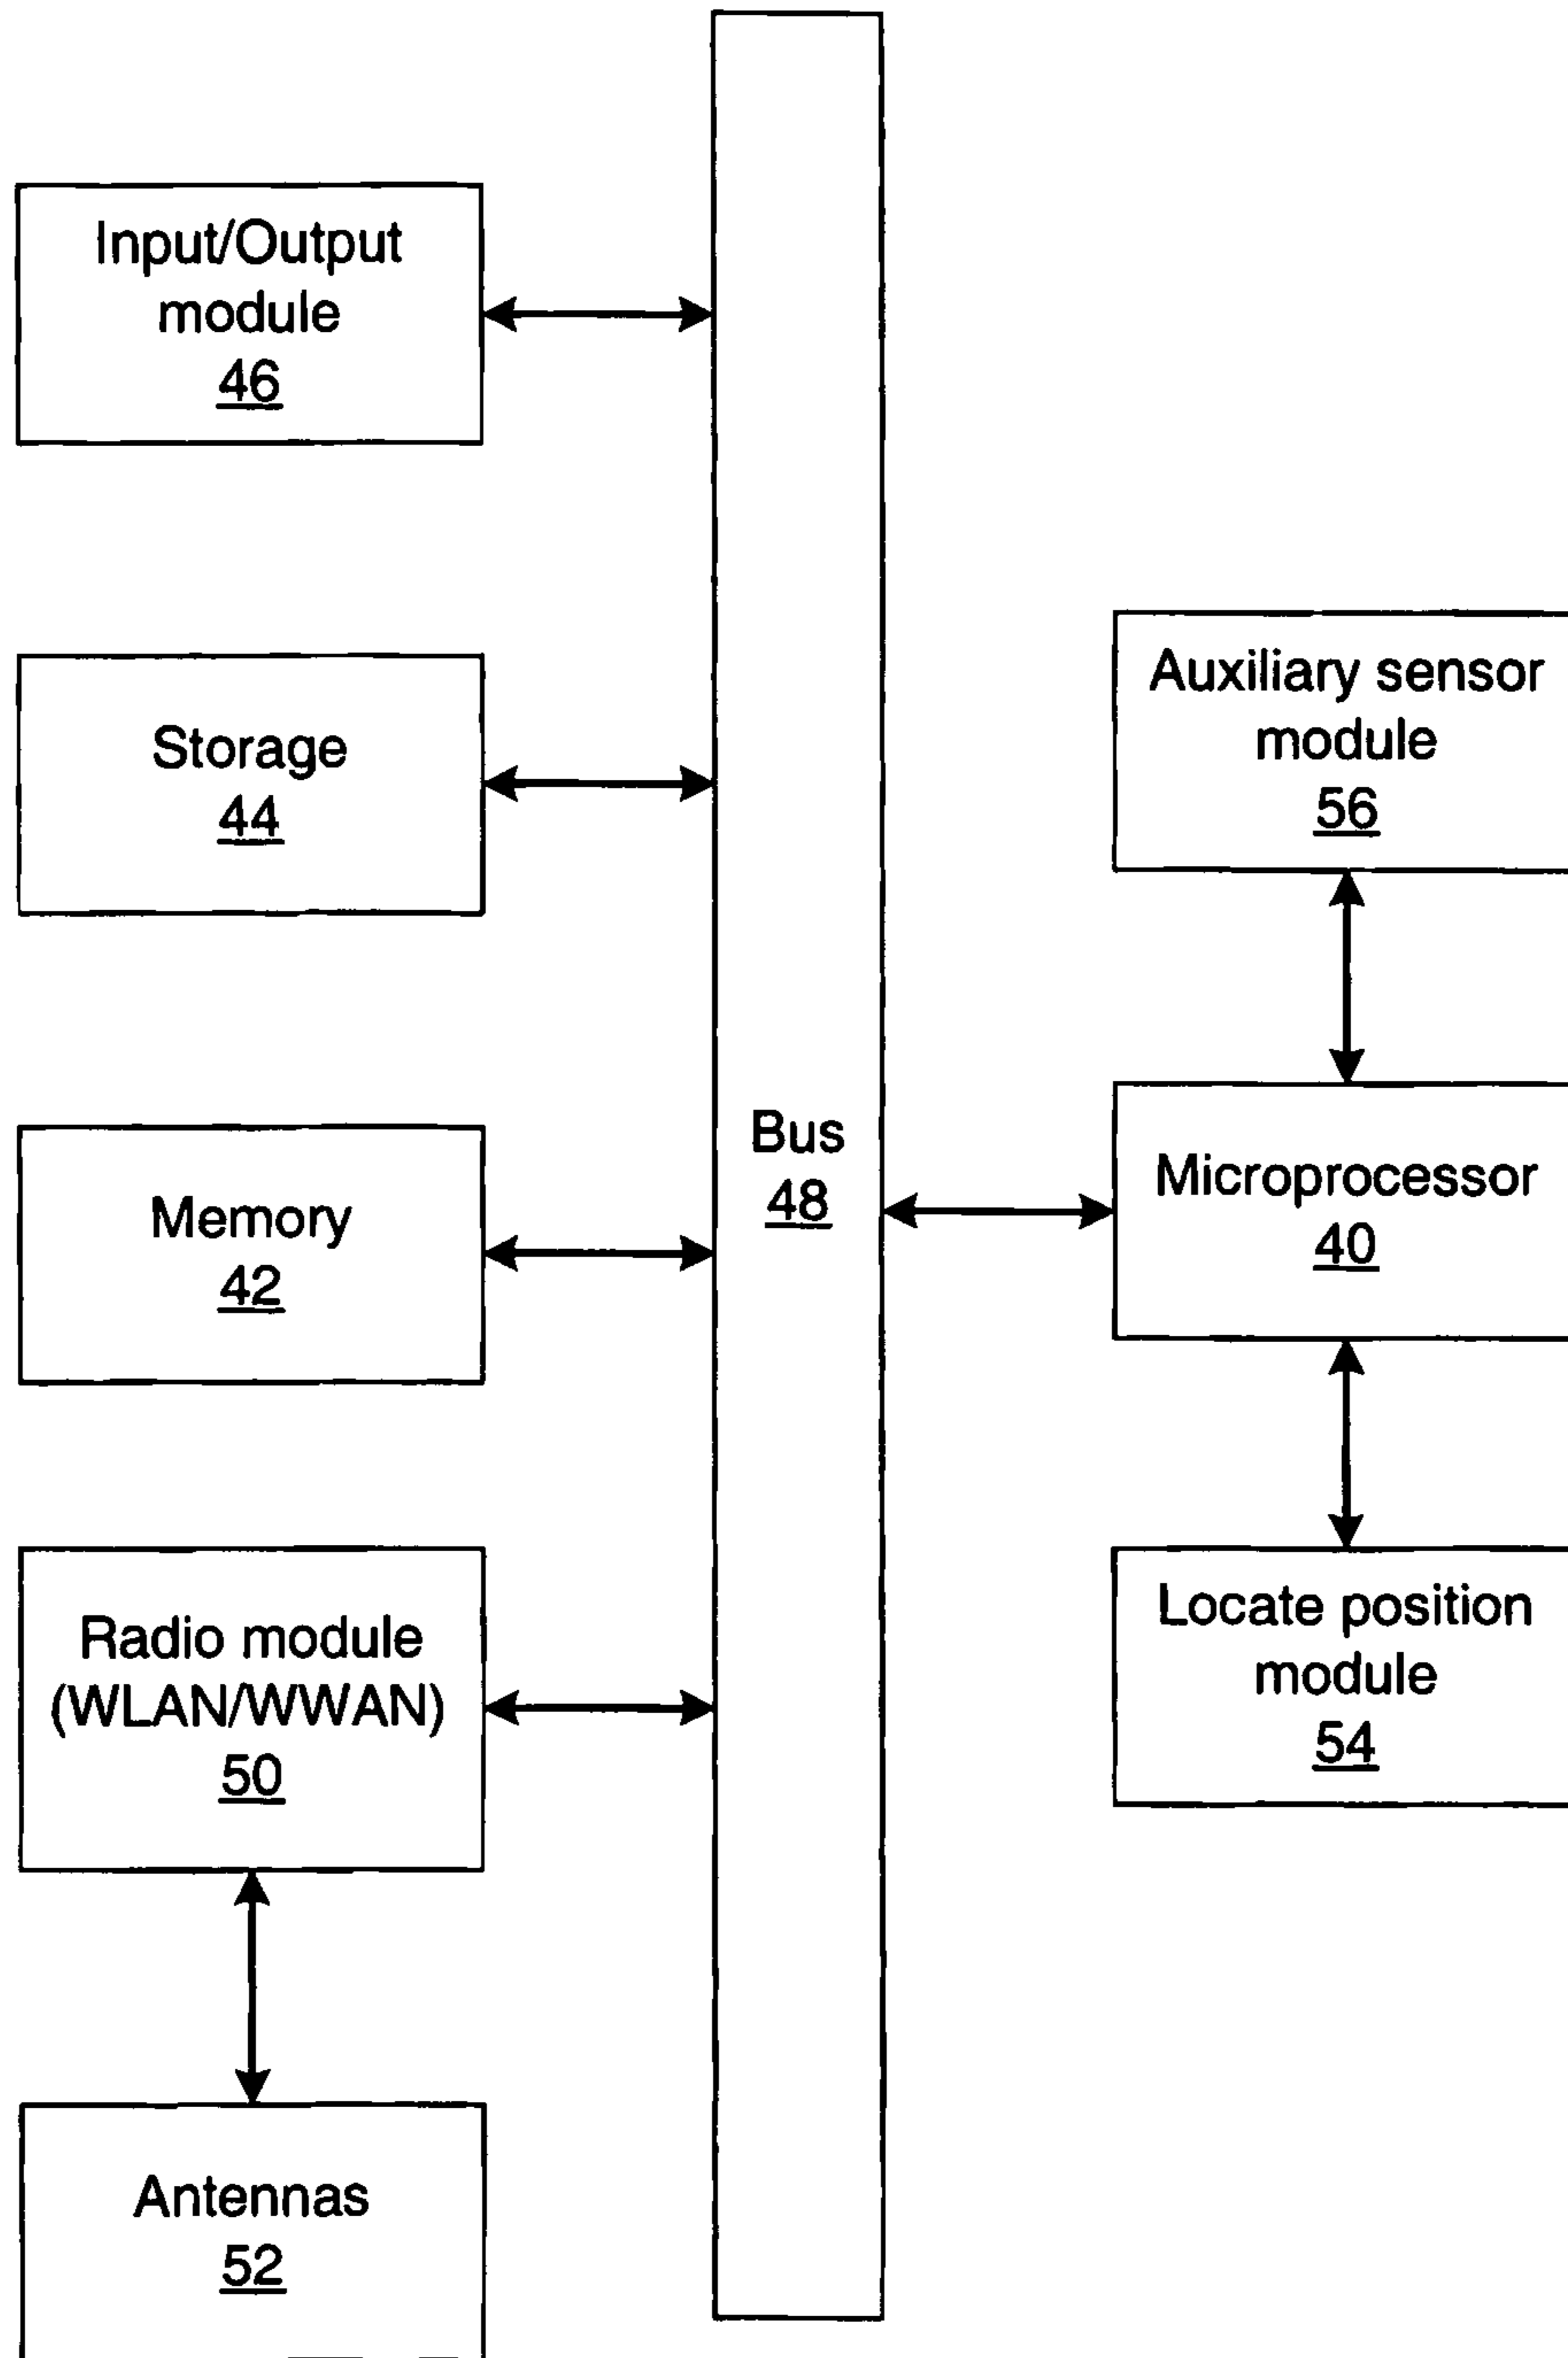 Input/Output
module
46
Storage
44
Memory
42
Radio module
(WLAN/WWAN)
50
Antennas
52
Bus
48
Auxiliary sensor
module
56
Microprocessor
40
Locate position
module
54